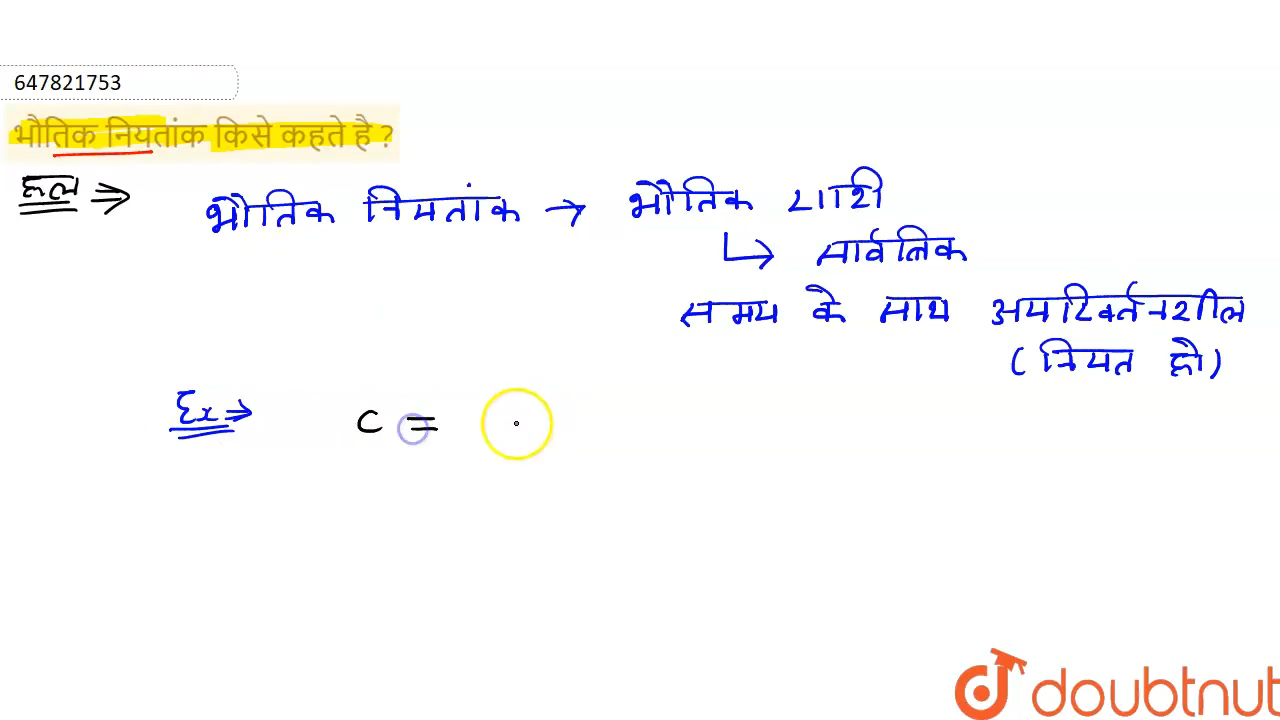 647821753
भौतिक नियतांक किसे कहते है ?
हल ⇒ भौतिक नियतांक → भौतिक राशी
↳ सार्वत्रिक
समय के साथ अपरिवर्तनशील
(नियत हो)
Ex ⇒ c =
doubtnut